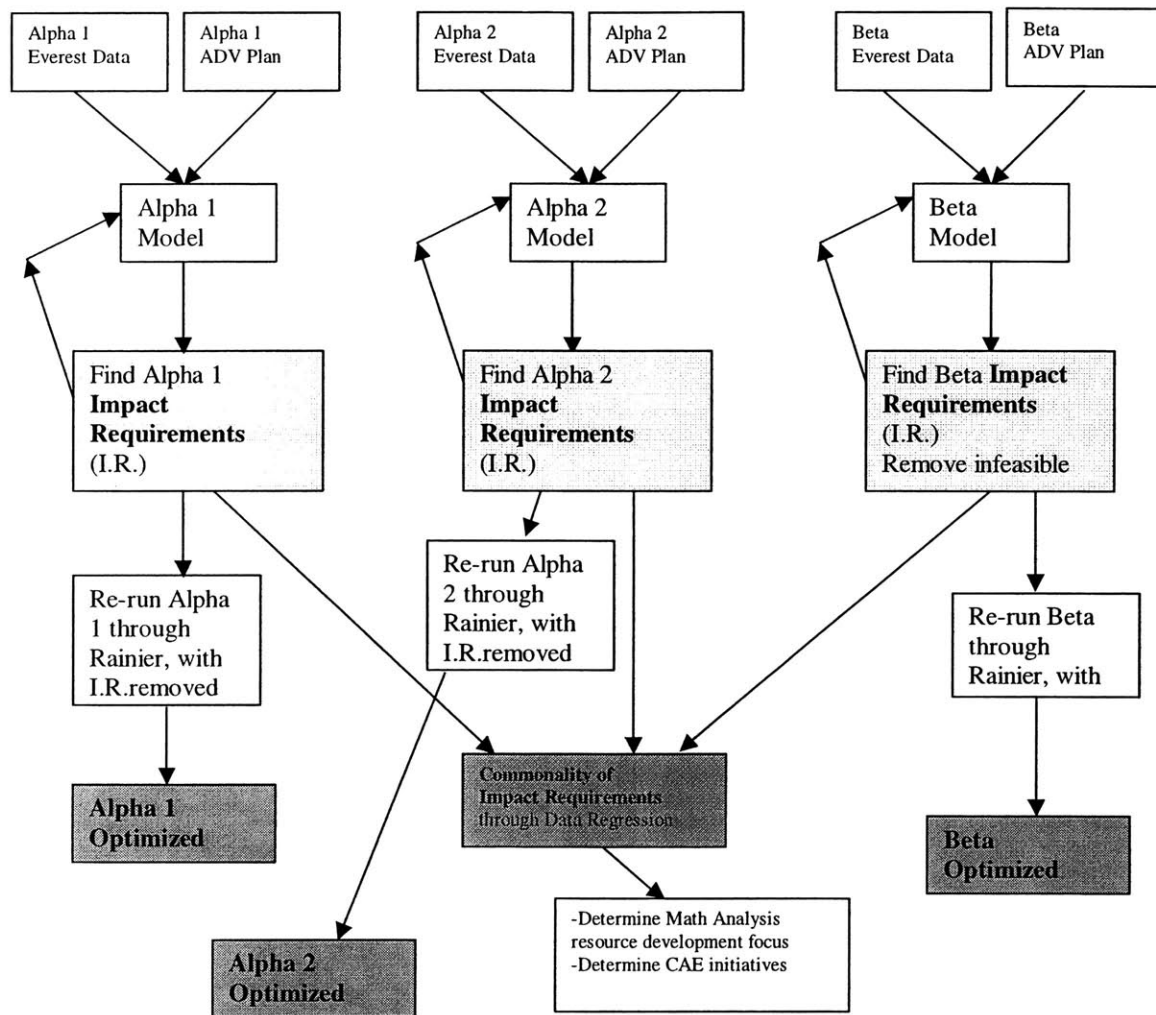 Alpha 1
Everest Data
Alpha 1
ADV Plan
Alpha 2
Everest Data
Alpha 2
ADV Plan
Beta
Everest Data
Beta
ADV Plan
Alpha 1
Model
Alpha 2
Model
Beta
Model
Find Alpha 1
Impact
Requirements
(I.R.)
Find Alpha 2
Impact
Requirements
(I.R.)
Find Beta Impact
Requirements
(I.R.)
Remove infeasible
Re-run Alpha
1 through
Rainier, with
I.R.removed
Re-run Alpha
2 through
Rainier, with
I.R.removed
Re-run Beta
through
Rainier, with
Alpha 1
Optimized
Commonality of
Impact Requirements
through Data Regression
Beta
Optimized
Alpha 2
Optimized
-Determine Math Analysis
resource development focus
-Determine CAE initiatives